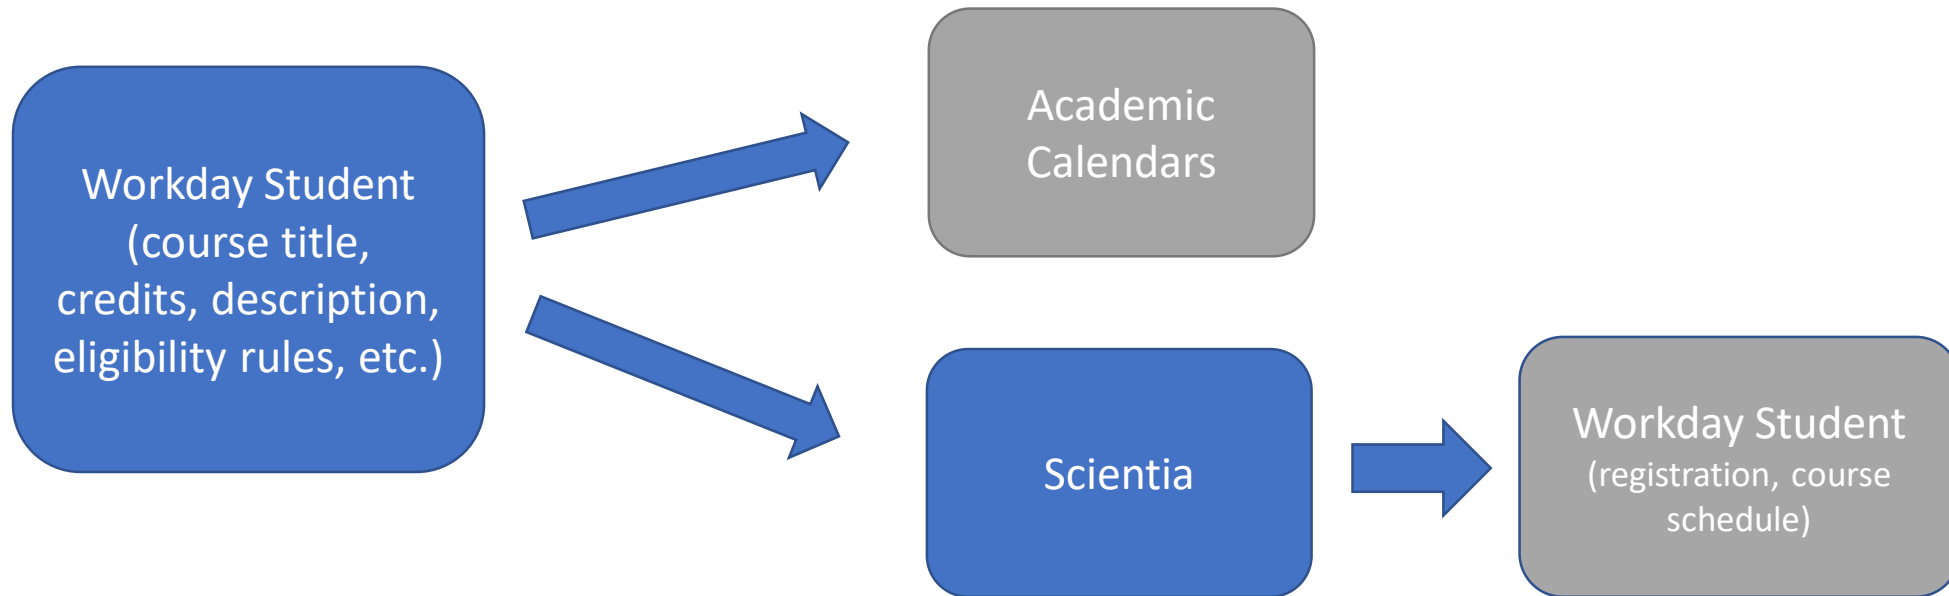 Workday Student
(course title,
credits, description,
eligibility rules, etc.)
Academic
Calendars
Scientia
Workday Student
(registration, course
schedule)